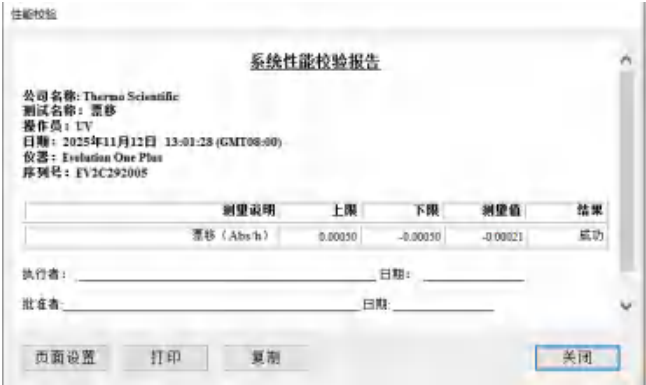 性能校验
系统性能校验报告
公司名称: Thermo Scientific
测试名称: 漂移
操作员: UV
日期: 2025年11月12日 13:01:28 (GMT08:00)
仪器: Evolution One Plus
序列号: EV2C292005
测量说明 上限 下限 测量值 结果
漂移 (Abs/h) 0.00050 -0.00050 -0.00021 成功
执行者: 日期:
批准者: 日期:
页面设置 打印 复制 关闭